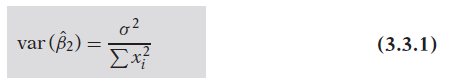 var (β̂₂) = σ² / ∑xᵢ² (3.3.1)